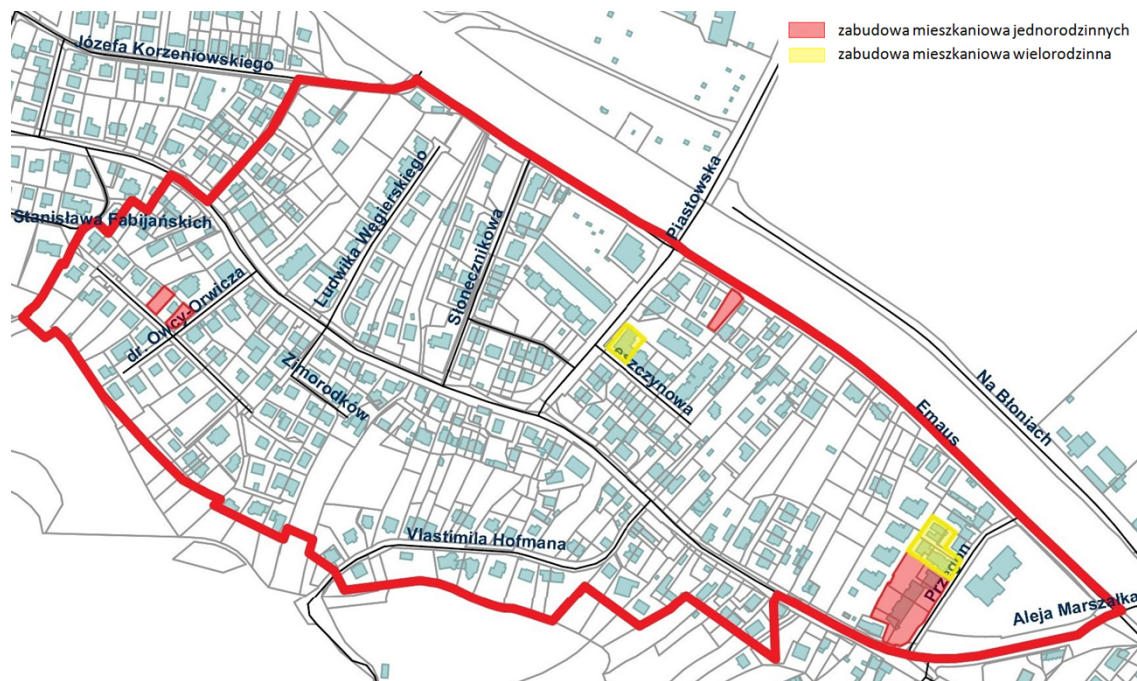 zabudowa mieszkaniowa jednorodzinnych
zabudowa mieszkaniowa wielorodzinna
Józefa Korzeniowskiego
Piastowska
Ludwika Węgierskiego
Stanisława Fabijańskich
Słonecznikowa
dr. Owcy-Orwicza
Zimorodków
Na Błoniach
Emaus
Vlastimila Hofmana
Aleja Marszałka